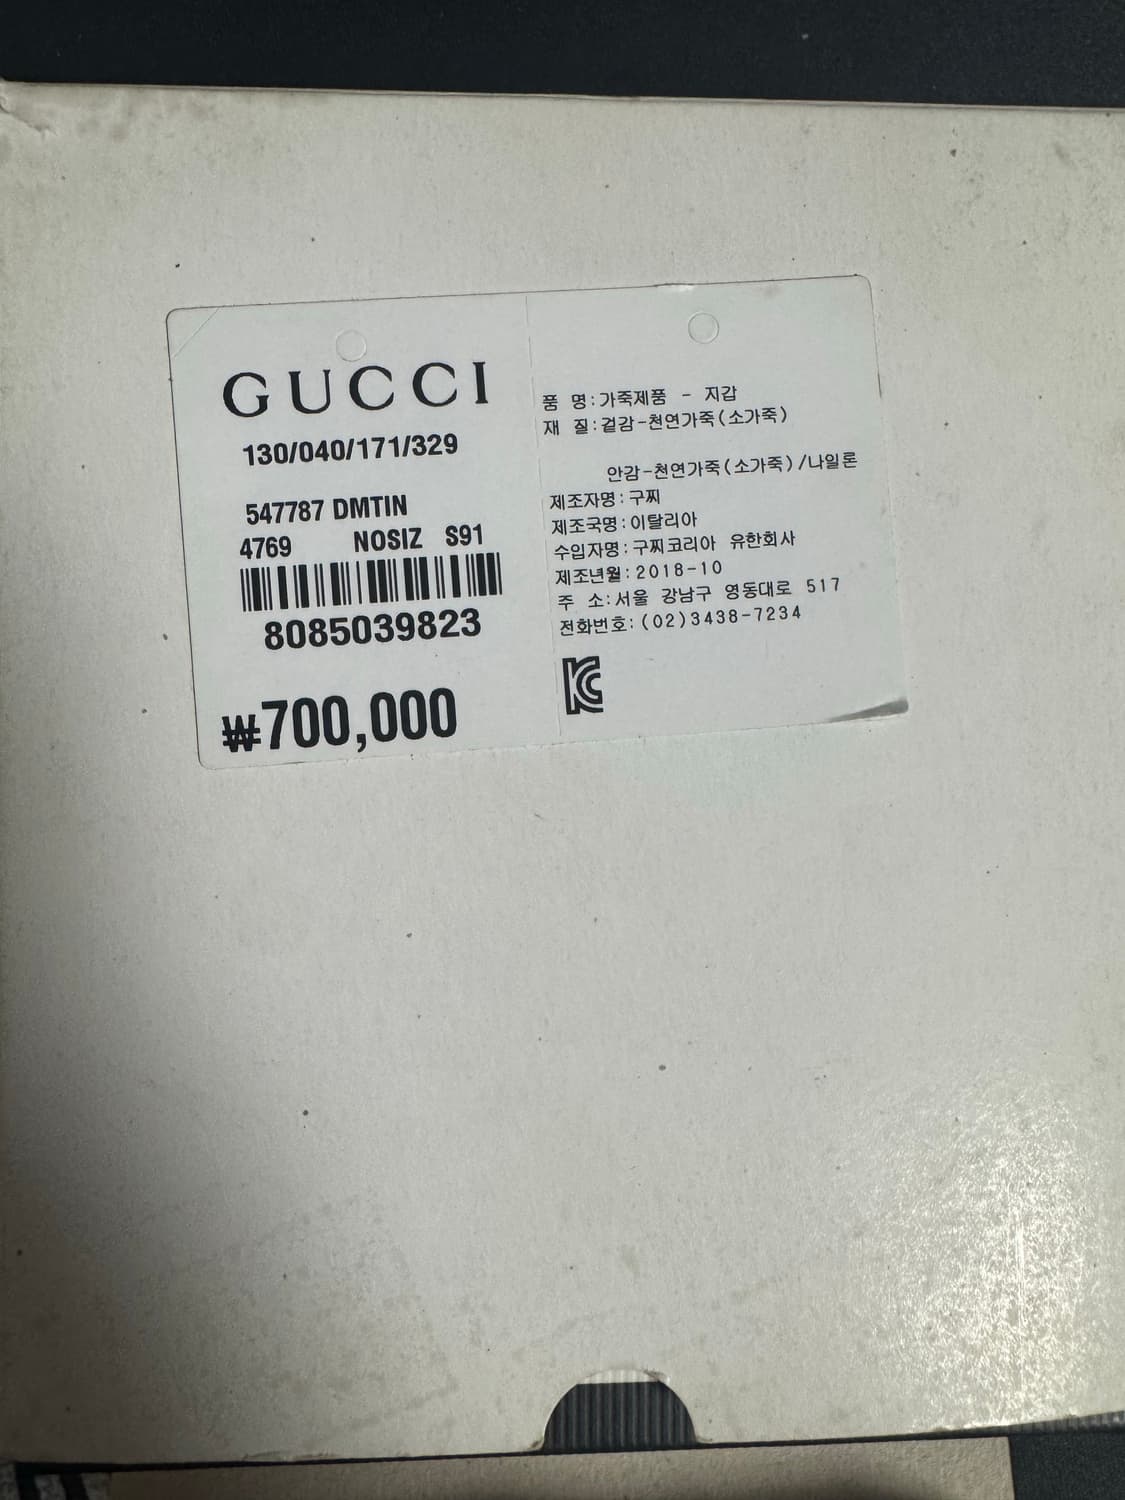 GUCCI
130/040/171/329
547787 DMTIN
4769 NOSIZ S91
8085039823
₩700,000
품 명:가죽제품 - 지갑
재 질:겉감-천연가죽(소가죽)
안감-천연가죽(소가죽)/나일론
제조자명:구찌
제조국명:이탈리아
수입자명:구찌코리아 유한회사
제조년월:2018-10
주 소:서울 강남구 영동대로 517
전화번호:(02)3438-7234
KC